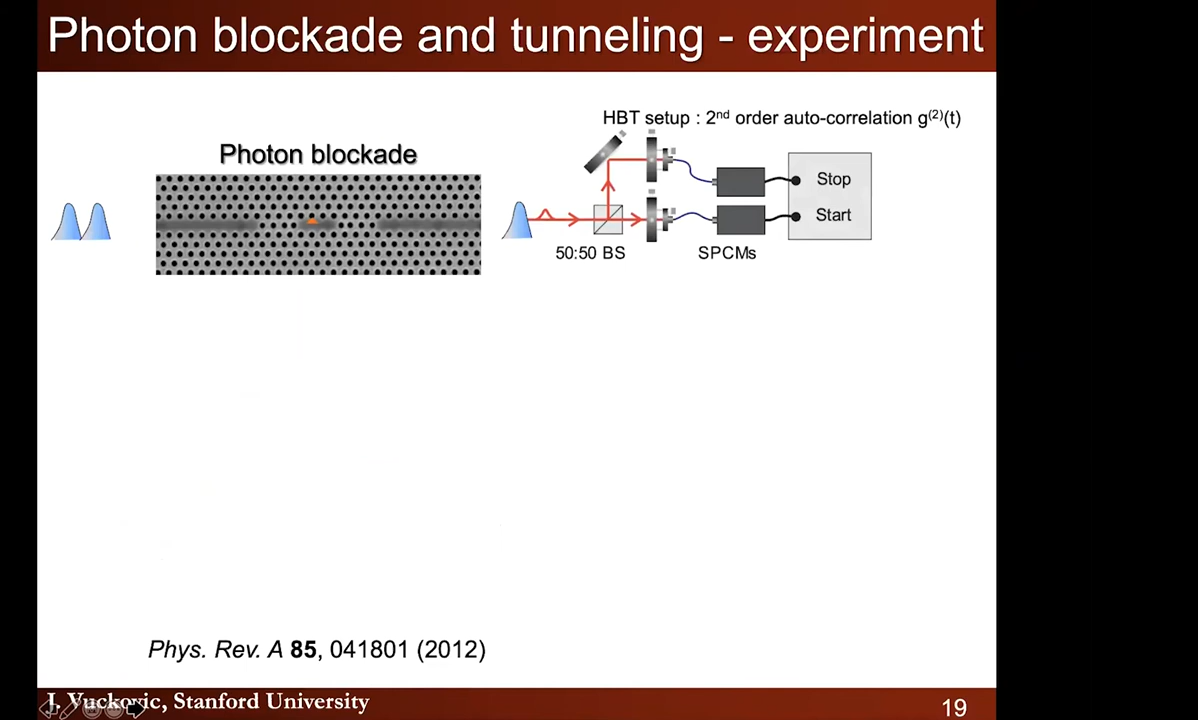 Photon blockade and tunneling - experiment
HBT setup : 2nd order auto-correlation g(2)(t)
Photon blockade
Stop
Start
50:50 BS
SPCMs
Phys. Rev. A 85, 041801 (2012)
J. Vuckovic, Stanford University
19